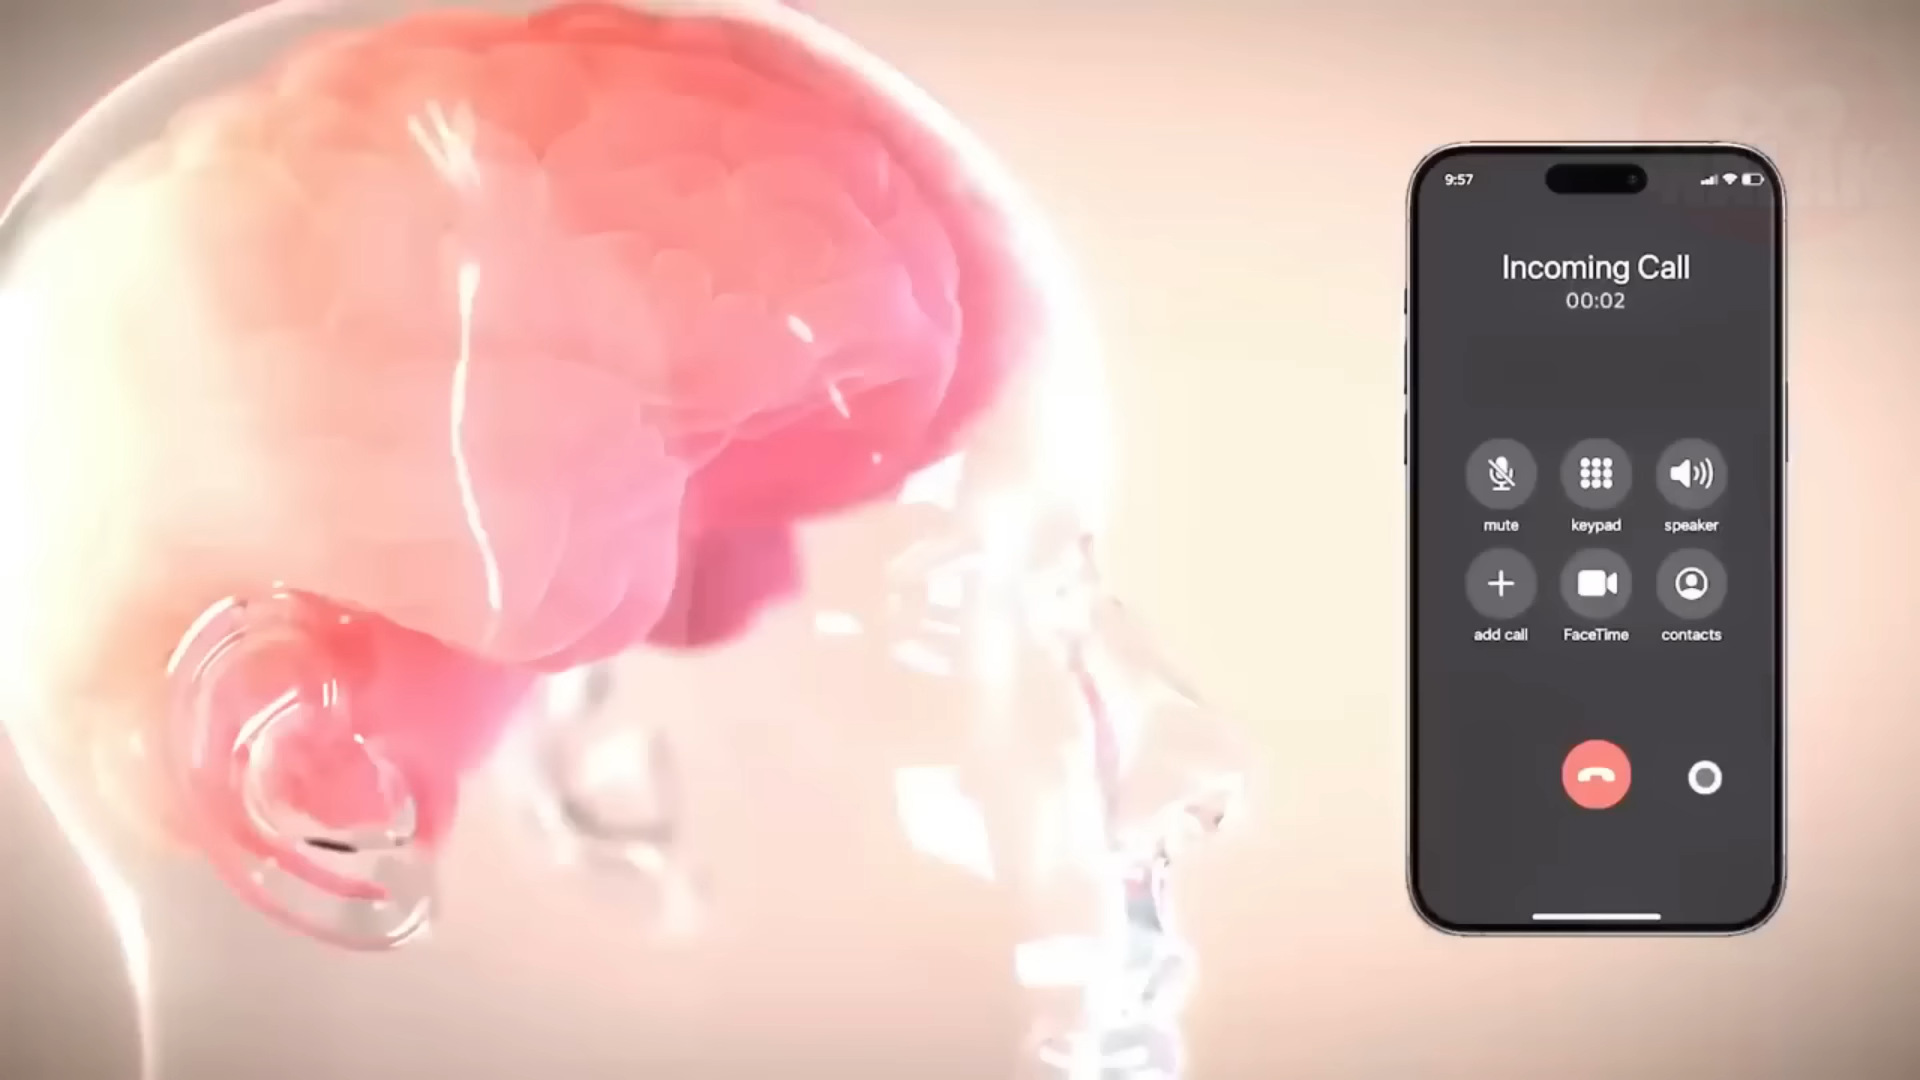 9:57
Incoming Call
00:02
mute keypad speaker
add call FaceTime contacts